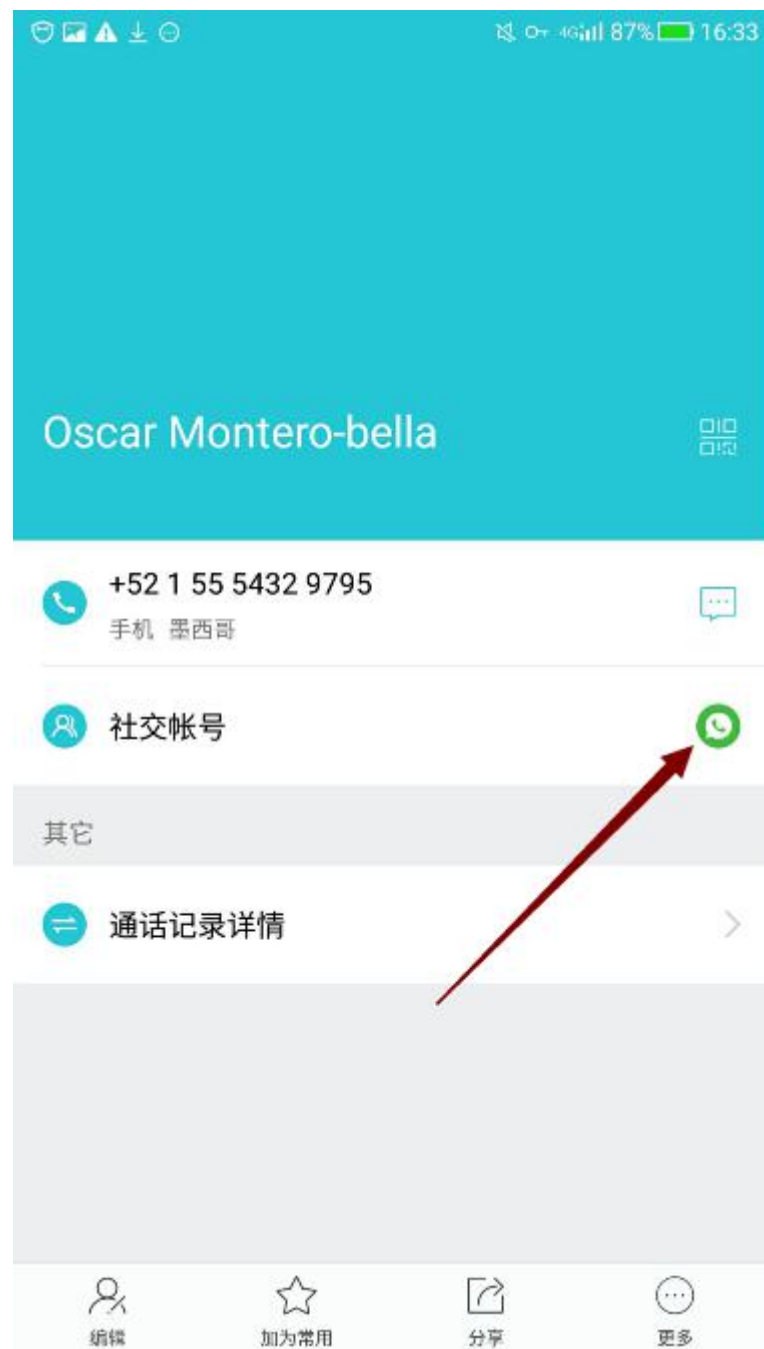 4G 87% 16:33
Oscar Montero-bella
+52 1 55 5432 9795
手机 墨西哥
社交帐号
其它
通话记录详情
编辑 加为常用 分享 更多